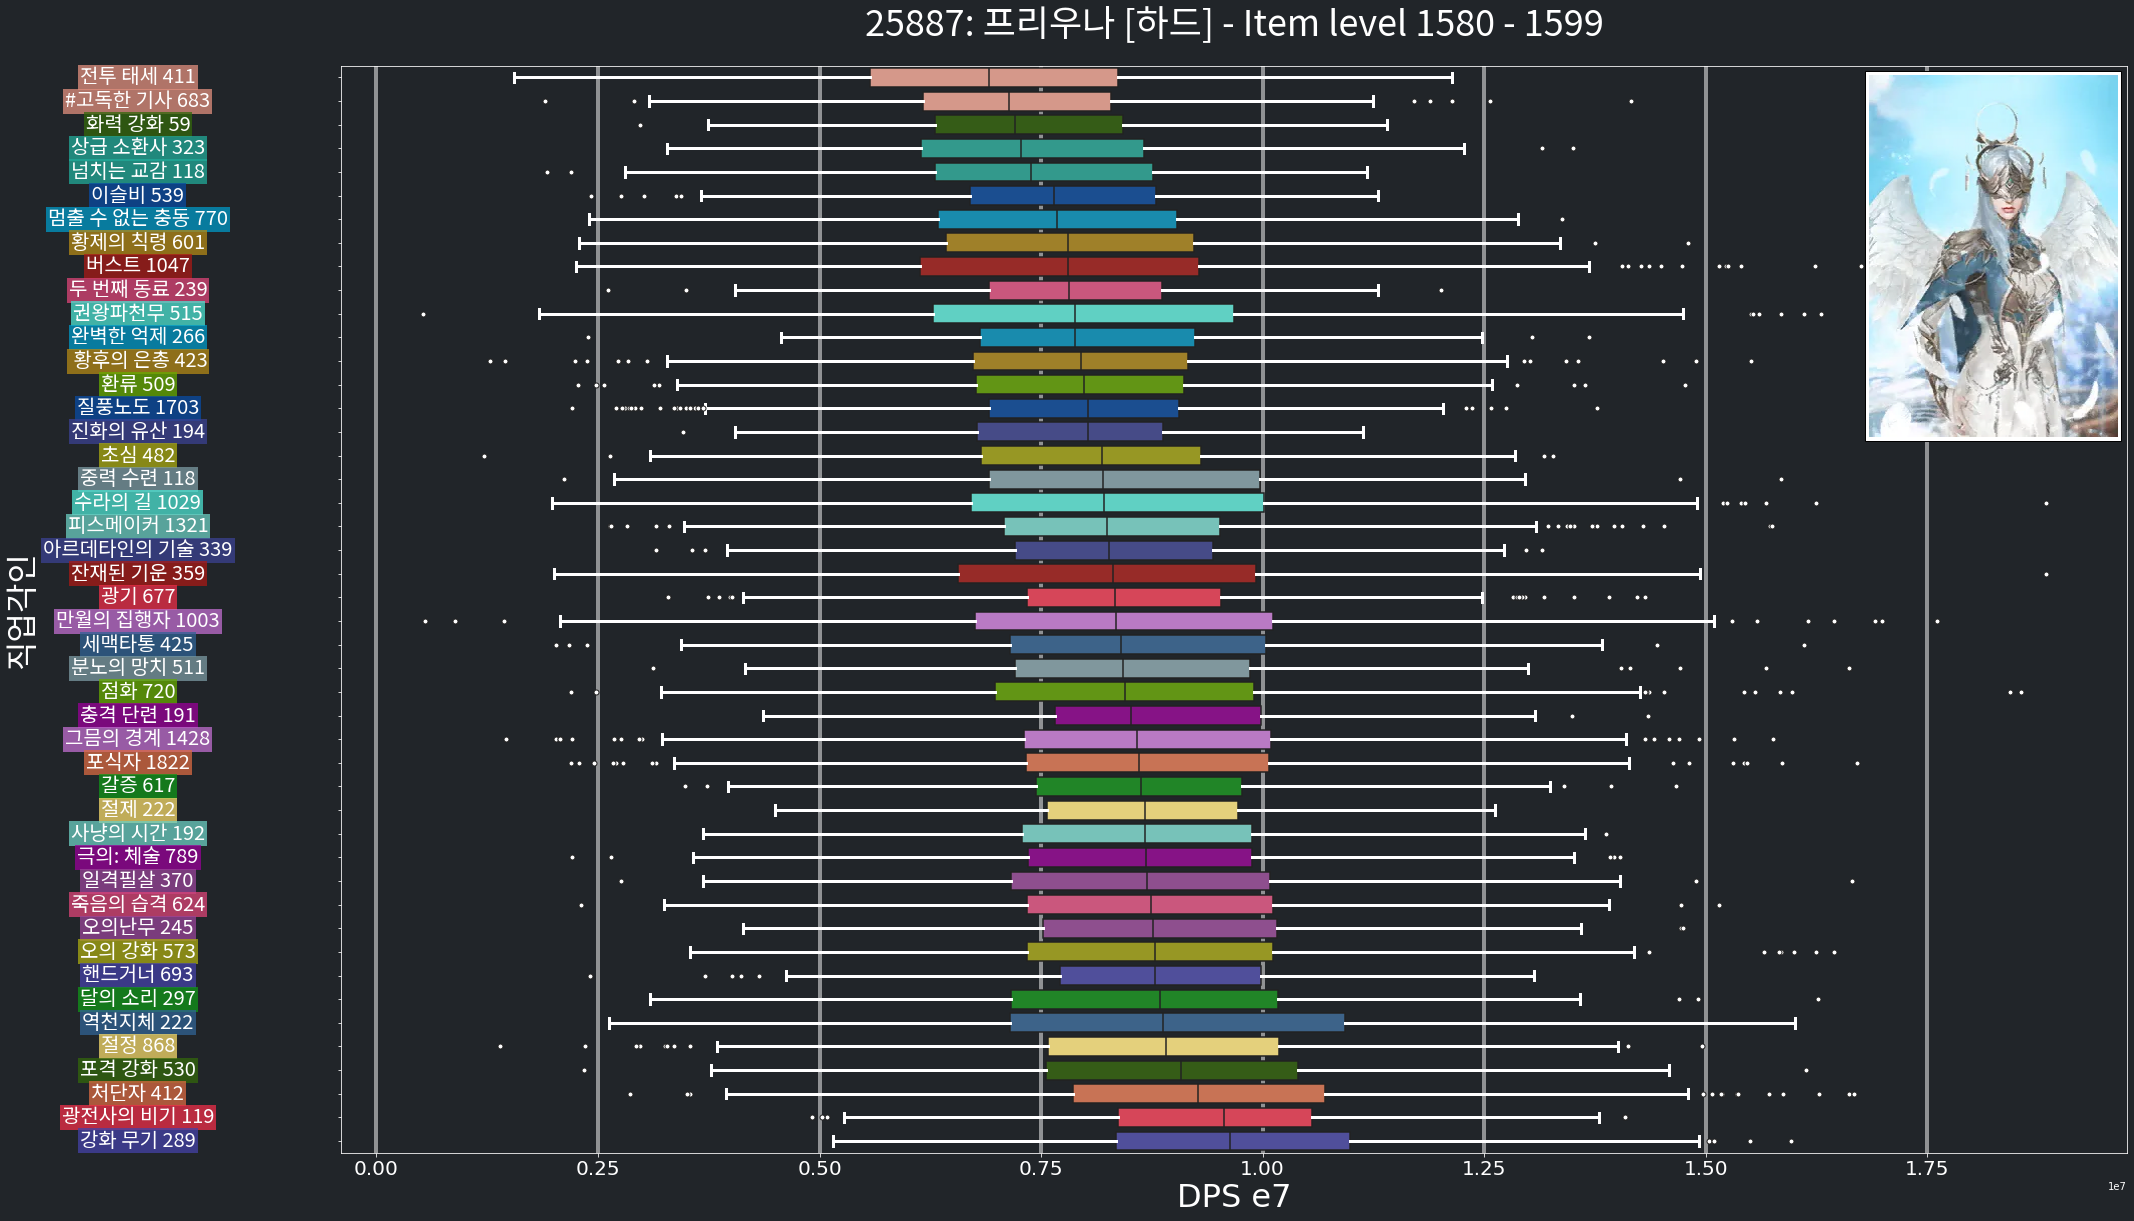 25887: 프리우나 [하드] - Item level 1580 - 1599
전투 태세 411
#고독한 기사 683
화력 강화 59
상급 소환사 323
넘치는 교감 118
이슬비 539
멈출 수 없는 충동 770
황제의 칙령 601
버스트 1047
두 번째 동료 239
권왕파천무 515
완벽한 억제 266
황후의 은총 423
환류 509
질풍노도 1703
진화의 유산 194
초심 482
중력 수련 118
수라의 길 1029
피스메이커 1321
아르데타인의 기술 339
잔재된 기운 359
광기 677
만월의 집행자 1003
세맥타통 425
분노의 망치 511
점화 720
충격 단련 191
그믐의 경계 1428
포식자 1822
갈증 617
절제 222
사냥의 시간 192
극의: 체술 789
일격필살 370
죽음의 습격 624
오의난무 245
오의 강화 573
핸드거너 693
달의 소리 297
역천지체 222
절정 868
포격 강화 530
처단자 412
광전사의 비기 119
강화 무기 289
직업각인
0.00 0.25 0.50 0.75 1.00 1.25 1.50 1.75
DPS e7
1e7